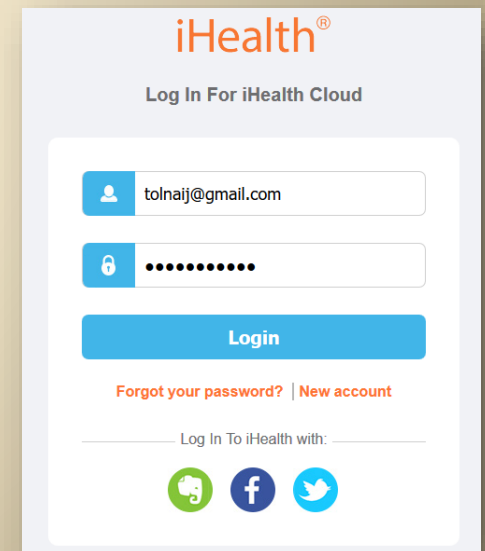 iHealth®
Log In For iHealth Cloud
tolnaij@gmail.com
●●●●●●●●●●●
Login
Forgot your password? | New account
Log In To iHealth with: